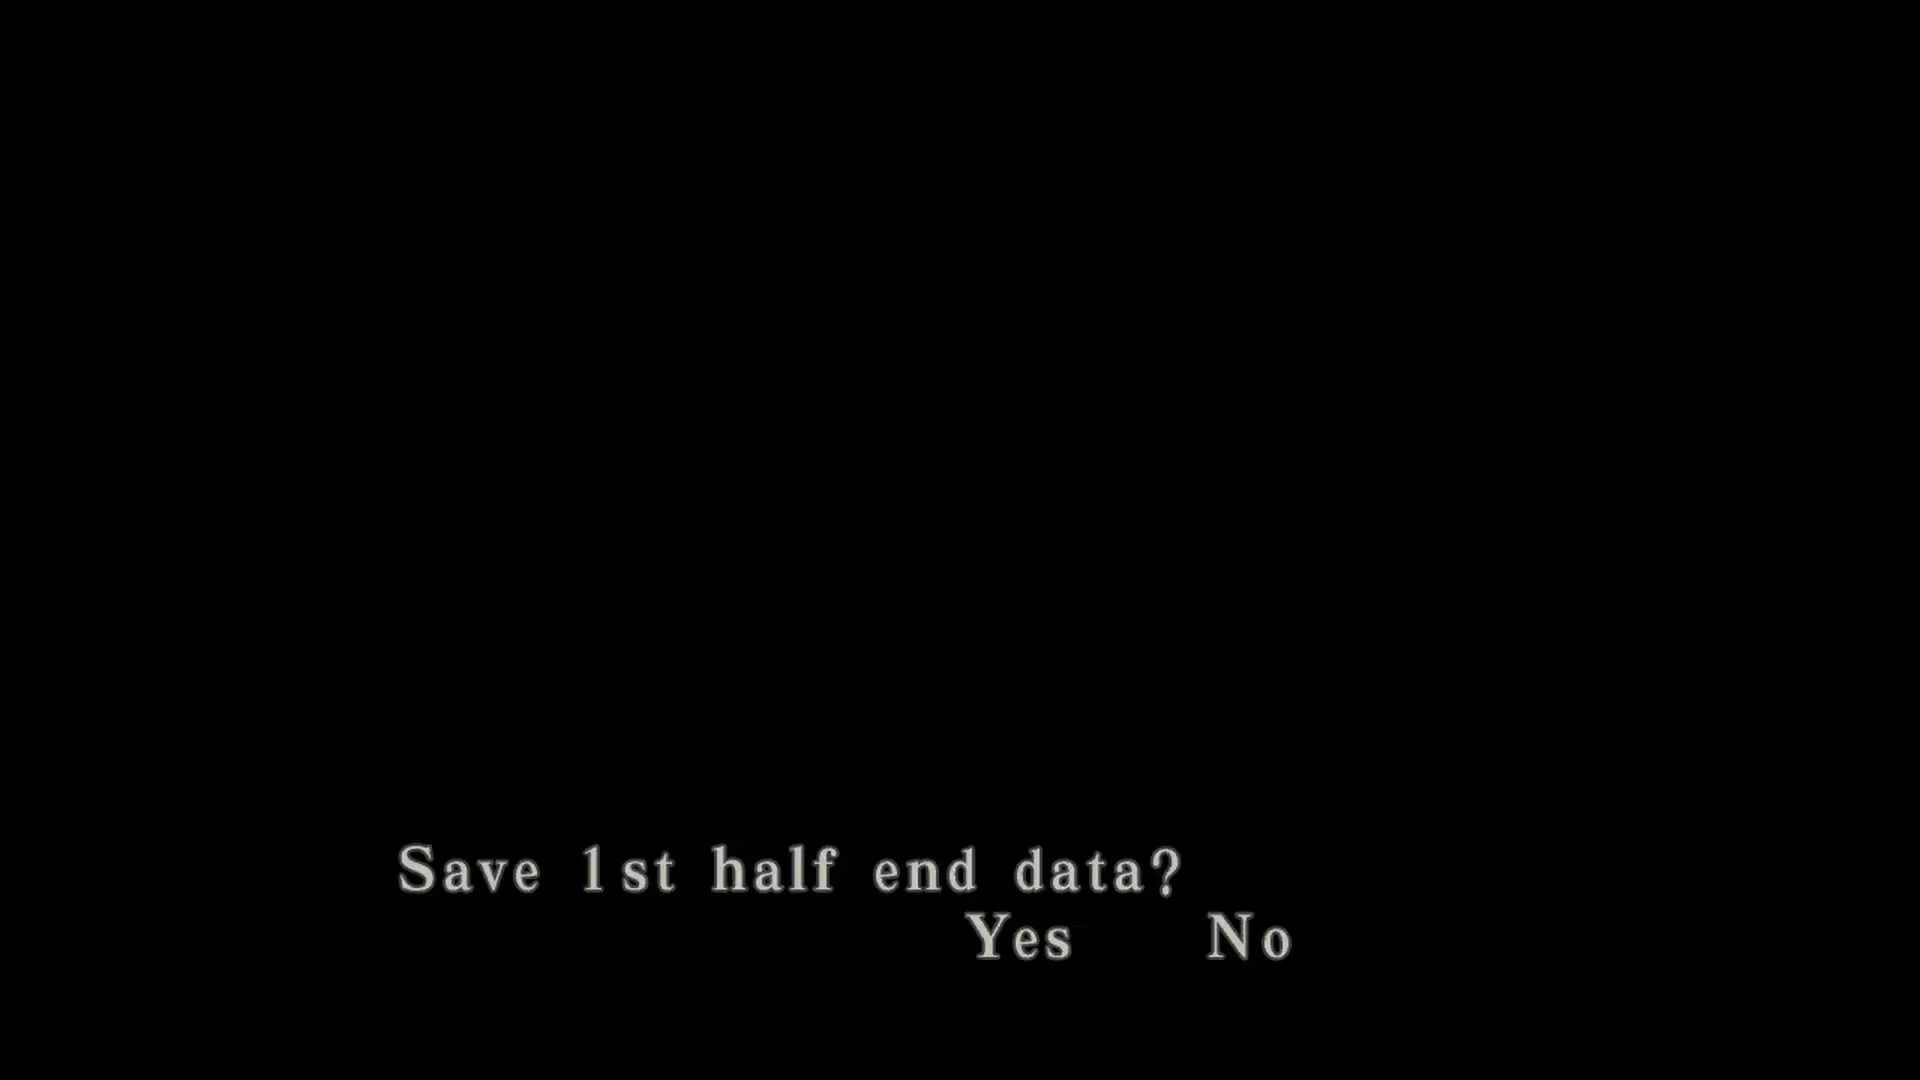 Save 1st half end data?
Yes No